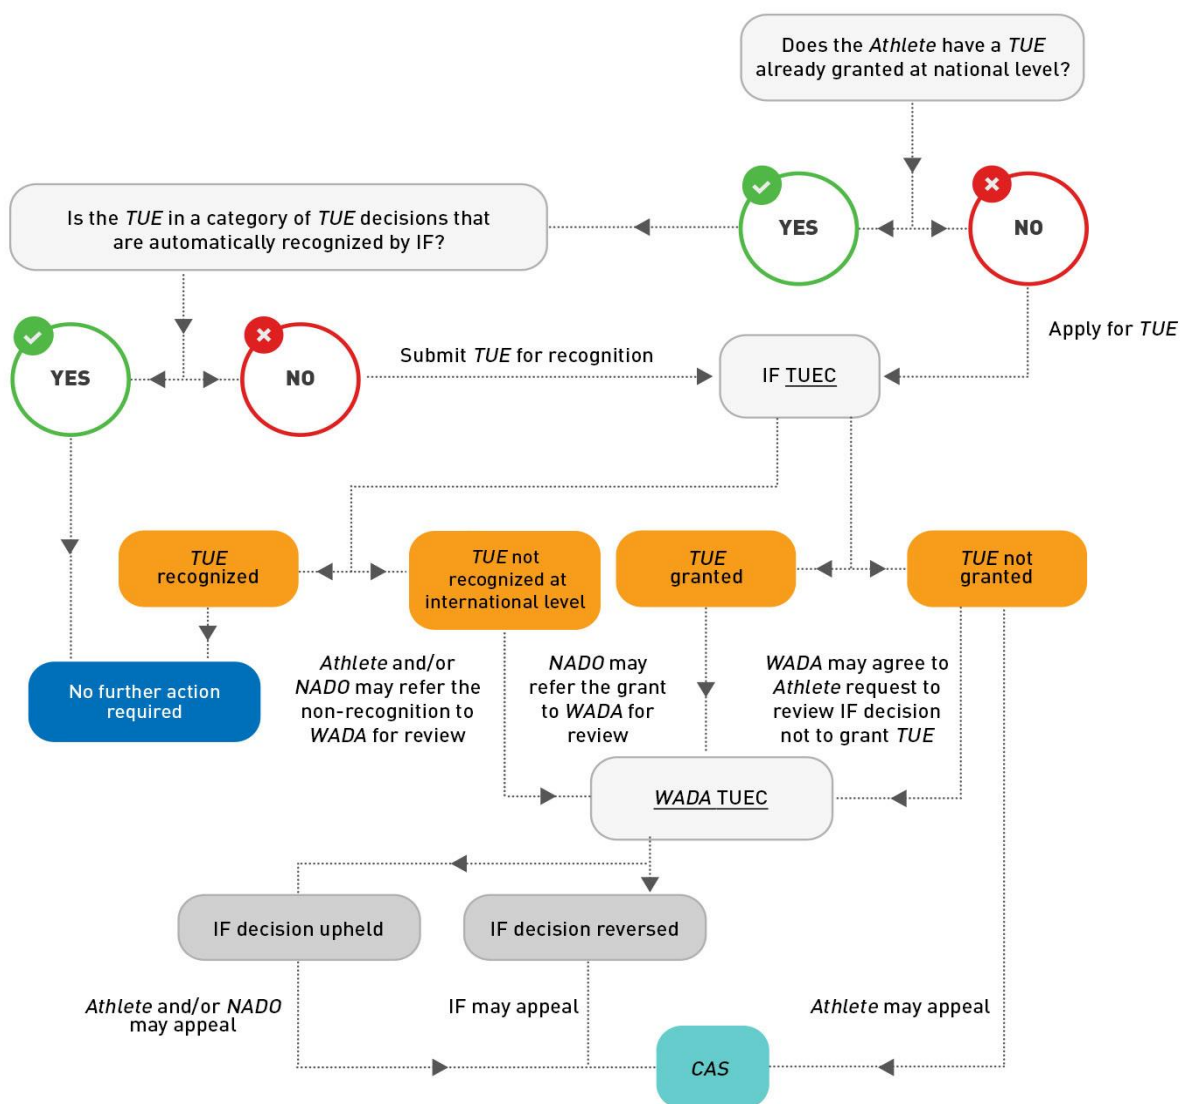 Does the Athlete have a TUE
already granted at national level?
Is the TUE in a category of TUE decisions that
are automatically recognized by IF?
YES
NO
YES
NO
Submit TUE for recognition
IF TUEC
Apply for TUE
TUE
recognized
TUE not
recognized at
international level
TUE
granted
TUE not
granted
No further action
required
Athlete and/or
NADO may refer the
non-recognition to
WADA for review
NADO may
refer the grant
to WADA for
review
WADA may agree to
Athlete request to
review IF decision
not to grant TUE
WADA TUEC
IF decision upheld
IF decision reversed
Athlete and/or NADO
may appeal
IF may appeal
Athlete may appeal
CAS